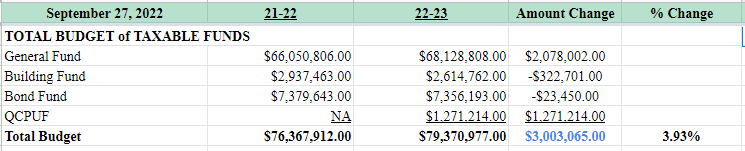 September 27, 2022 21-22 22-23 Amount Change % Change
TOTAL BUDGET of TAXABLE FUNDS
General Fund $66,050,806.00 $68,128,808.00 $2,078,002.00
Building Fund $2,937,463.00 $2,614,762.00 -$322,701.00
Bond Fund $7,379,643.00 $7,356,193.00 -$23,450.00
QCPUF NA $1,271,214.00 $1,271,214.00
Total Budget $76,367,912.00 $79,370,977.00 $3,003,065.00 3.93%